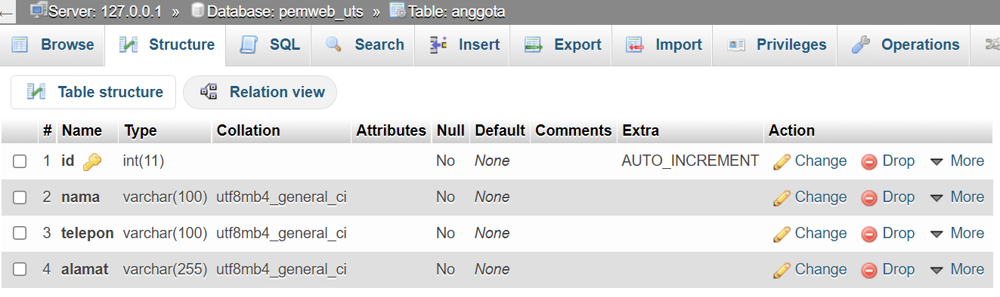 Server: 127.0.0.1 » Database: pemweb_uts » Table: anggota
Browse Structure SQL Search Insert Export Import Privileges Operations
Table structure Relation view
# Name Type Collation Attributes Null Default Comments Extra Action
1 id int(11) No None AUTO_INCREMENT Change Drop More
2 nama varchar(100) utf8mb4_general_ci No None Change Drop More
3 telepon varchar(100) utf8mb4_general_ci No None Change Drop More
4 alamat varchar(255) utf8mb4_general_ci No None Change Drop More